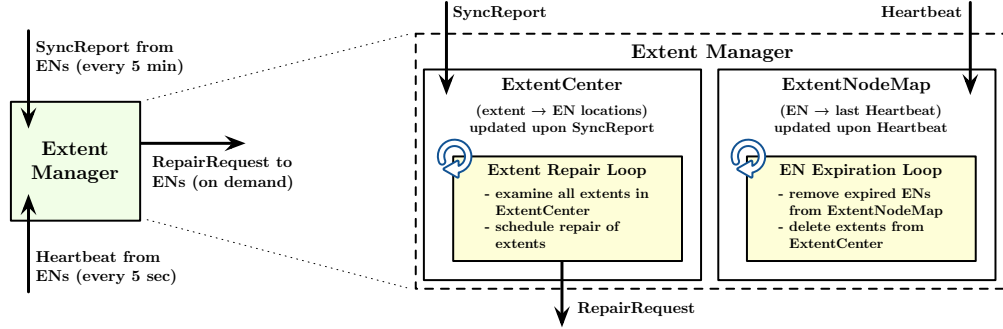 SyncReport from
ENs (every 5 min)
Extent
Manager
RepairRequest to
ENs (on demand)
Heartbeat from
ENs (every 5 sec)
SyncReport
Heartbeat
Extent Manager
ExtentCenter
(extent → EN locations)
updated upon SyncReport
Extent Repair Loop
- examine all extents in
ExtentCenter
- schedule repair of
extents
RepairRequest
ExtentNodeMap
(EN → last Heartbeat)
updated upon Heartbeat
EN Expiration Loop
- remove expired ENs
from ExtentNodeMap
- delete extents from
ExtentCenter